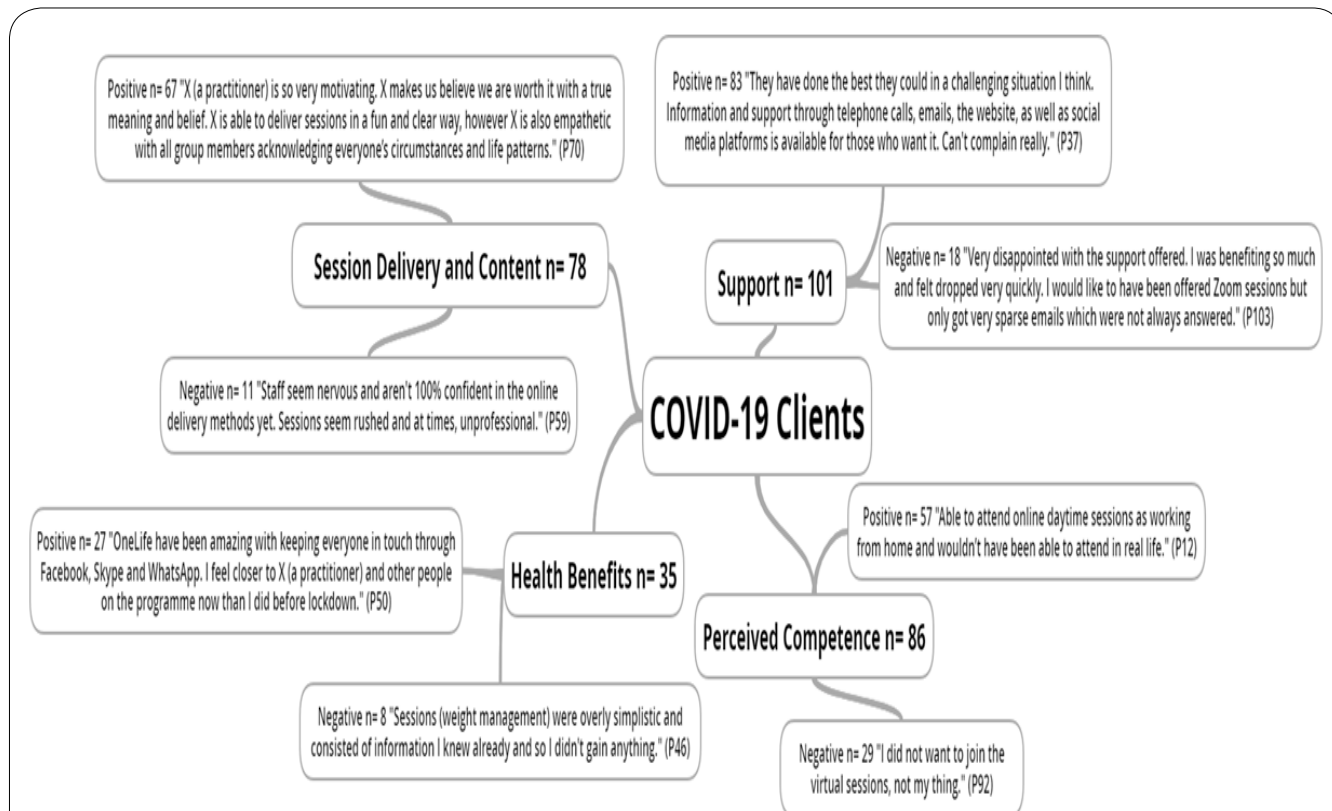 Positive n= 67 "X (a practitioner) is so very motivating. X makes us believe we are worth it with a true
meaning and belief. X is able to deliver sessions in a fun and clear way, however X is also empathetic
with all group members acknowledging everyone's circumstances and life patterns." (P70)
Positive n= 83 "They have done the best they could in a challenging situation I think.
Information and support through telephone calls, emails, the website, as well as social
media platforms is available for those who want it. Can't complain really." (P37)
Session Delivery and Content n= 78
Support n= 101
Negative n= 18 "Very disappointed with the support offered. I was benefiting so much
and felt dropped very quickly. I would like to have been offered Zoom sessions but
only got very sparse emails which were not always answered." (P103)
Negative n= 11 "Staff seem nervous and aren't 100% confident in the online
delivery methods yet. Sessions seem rushed and at times, unprofessional." (P59)
COVID-19 Clients
Positive n= 27 "OneLife have been amazing with keeping everyone in touch through
Facebook, Skype and WhatsApp. I feel closer to X (a practitioner) and other people
on the programme now than I did before lockdown." (P50)
Health Benefits n= 35
Positive n= 57 "Able to attend online daytime sessions as working
from home and wouldn't have been able to attend in real life." (P12)
Perceived Competence n= 86
Negative n= 8 "Sessions (weight management) were overly simplistic and
consisted of information I knew already and so I didn't gain anything." (P46)
Negative n= 29 "I did not want to join the
virtual sessions, not my thing." (P92)